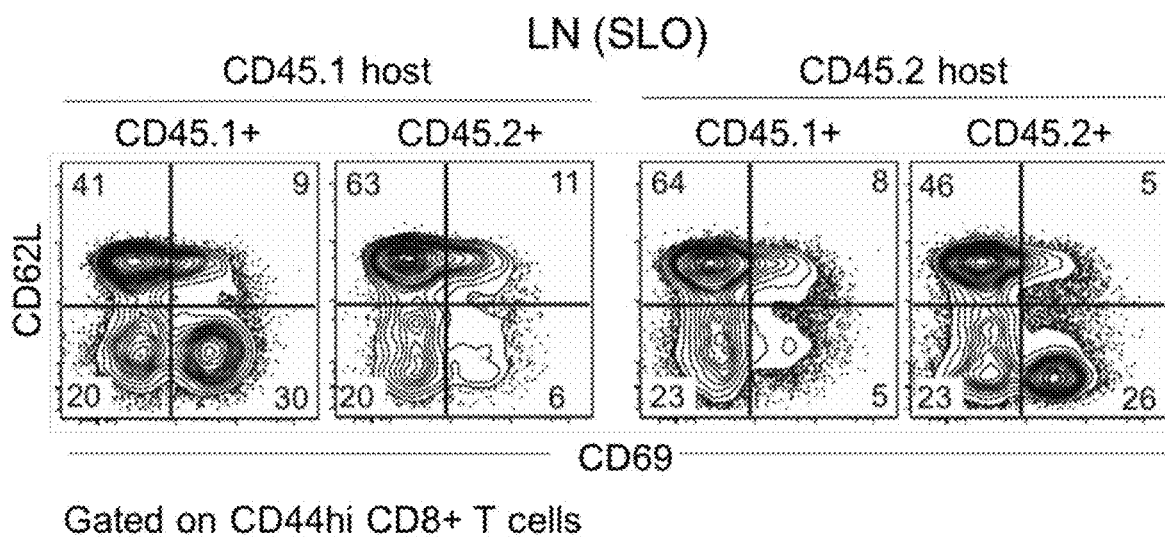 LN (SLO)
CD45.1 host CD45.2 host
CD45.1+ CD45.2+ CD45.1+ CD45.2+
41 9 63 11 64 8 46 5
CD62L
20 30 20 6 23 5 23 26
CD69
Gated on CD44hi CD8+ T cells